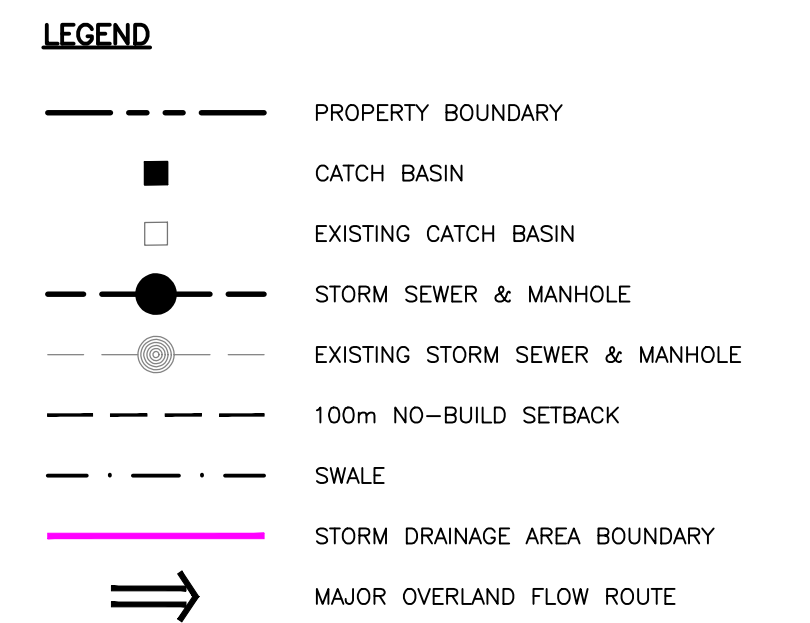 LEGEND
PROPERTY BOUNDARY
CATCH BASIN
EXISTING CATCH BASIN
STORM SEWER & MANHOLE
EXISTING STORM SEWER & MANHOLE
100m NO-BUILD SETBACK
SWALE
STORM DRAINAGE AREA BOUNDARY
MAJOR OVERLAND FLOW ROUTE